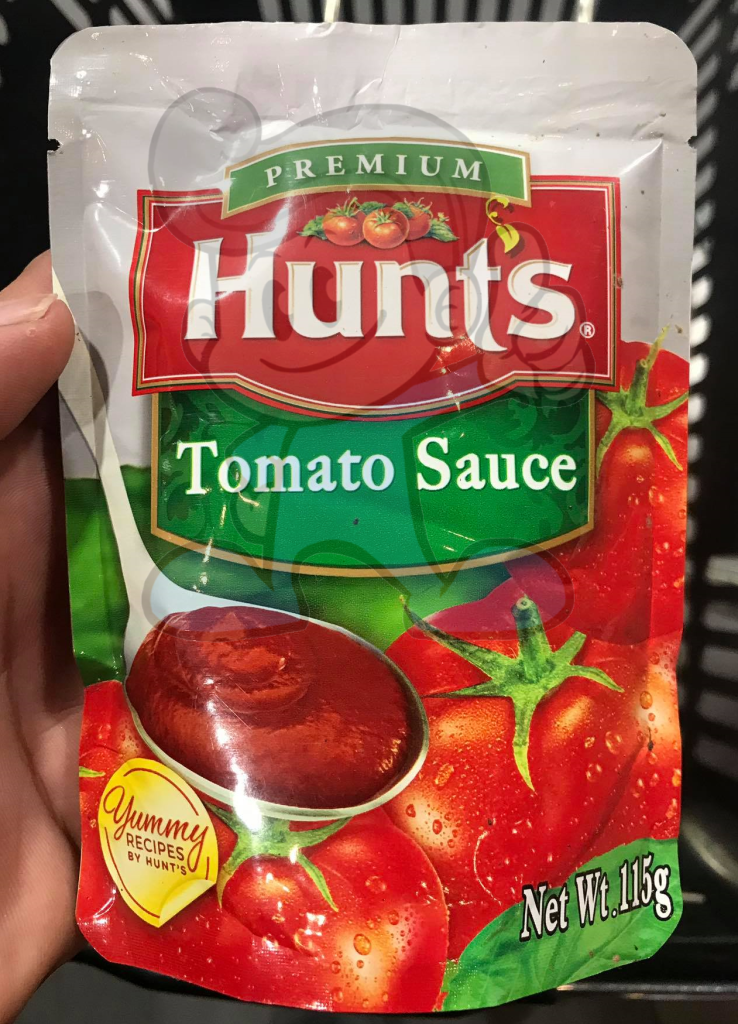 PREMIUM
Hunt's®
Tomato Sauce
Yummy
RECIPES
BY HUNT'S
Net Wt.115g